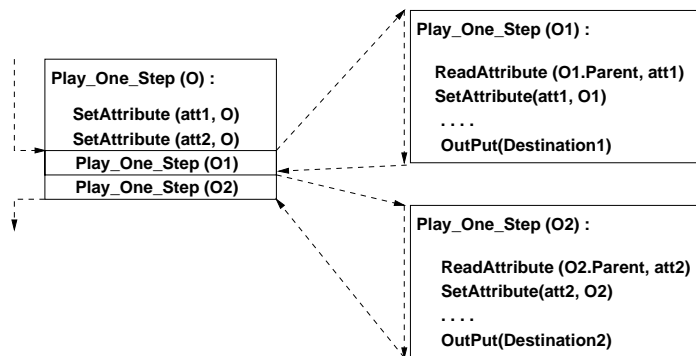 Play_One_Step (O) :
SetAttribute (att1, O)
SetAttribute (att2, O)
Play_One_Step (O1)
Play_One_Step (O2)
Play_One_Step (O1) :
ReadAttribute (O1.Parent, att1)
SetAttribute(att1, O1)
. . . .
OutPut(Destination1)
Play_One_Step (O2) :
ReadAttribute (O2.Parent, att2)
SetAttribute(att2, O2)
. . . .
OutPut(Destination2)